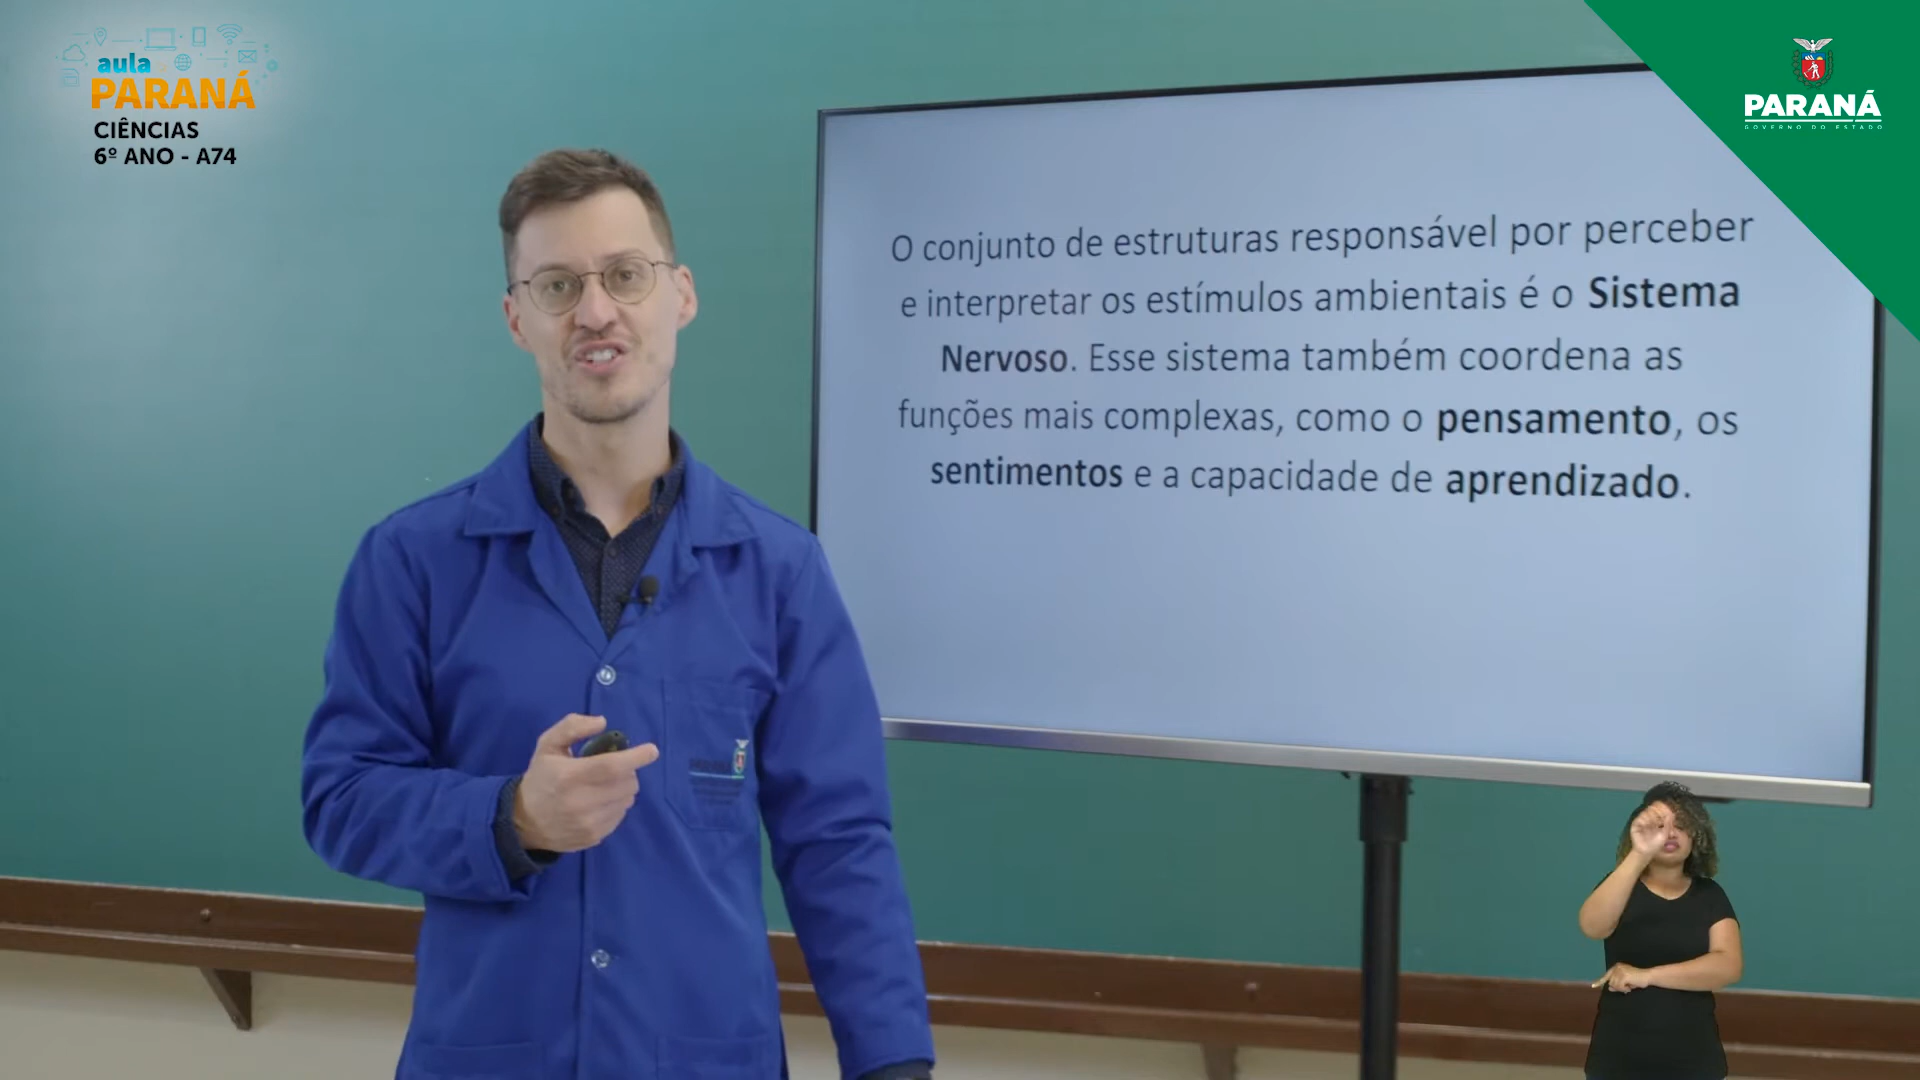 aula
PARANÁ
CIÊNCIAS
6º ANO - A74
PARANÁ
GOVERNO DO ESTADO
O conjunto de estruturas responsável por perceber
e interpretar os estímulos ambientais é o Sistema
Nervoso. Esse sistema também coordena as
funções mais complexas, como o pensamento, os
sentimentos e a capacidade de aprendizado.